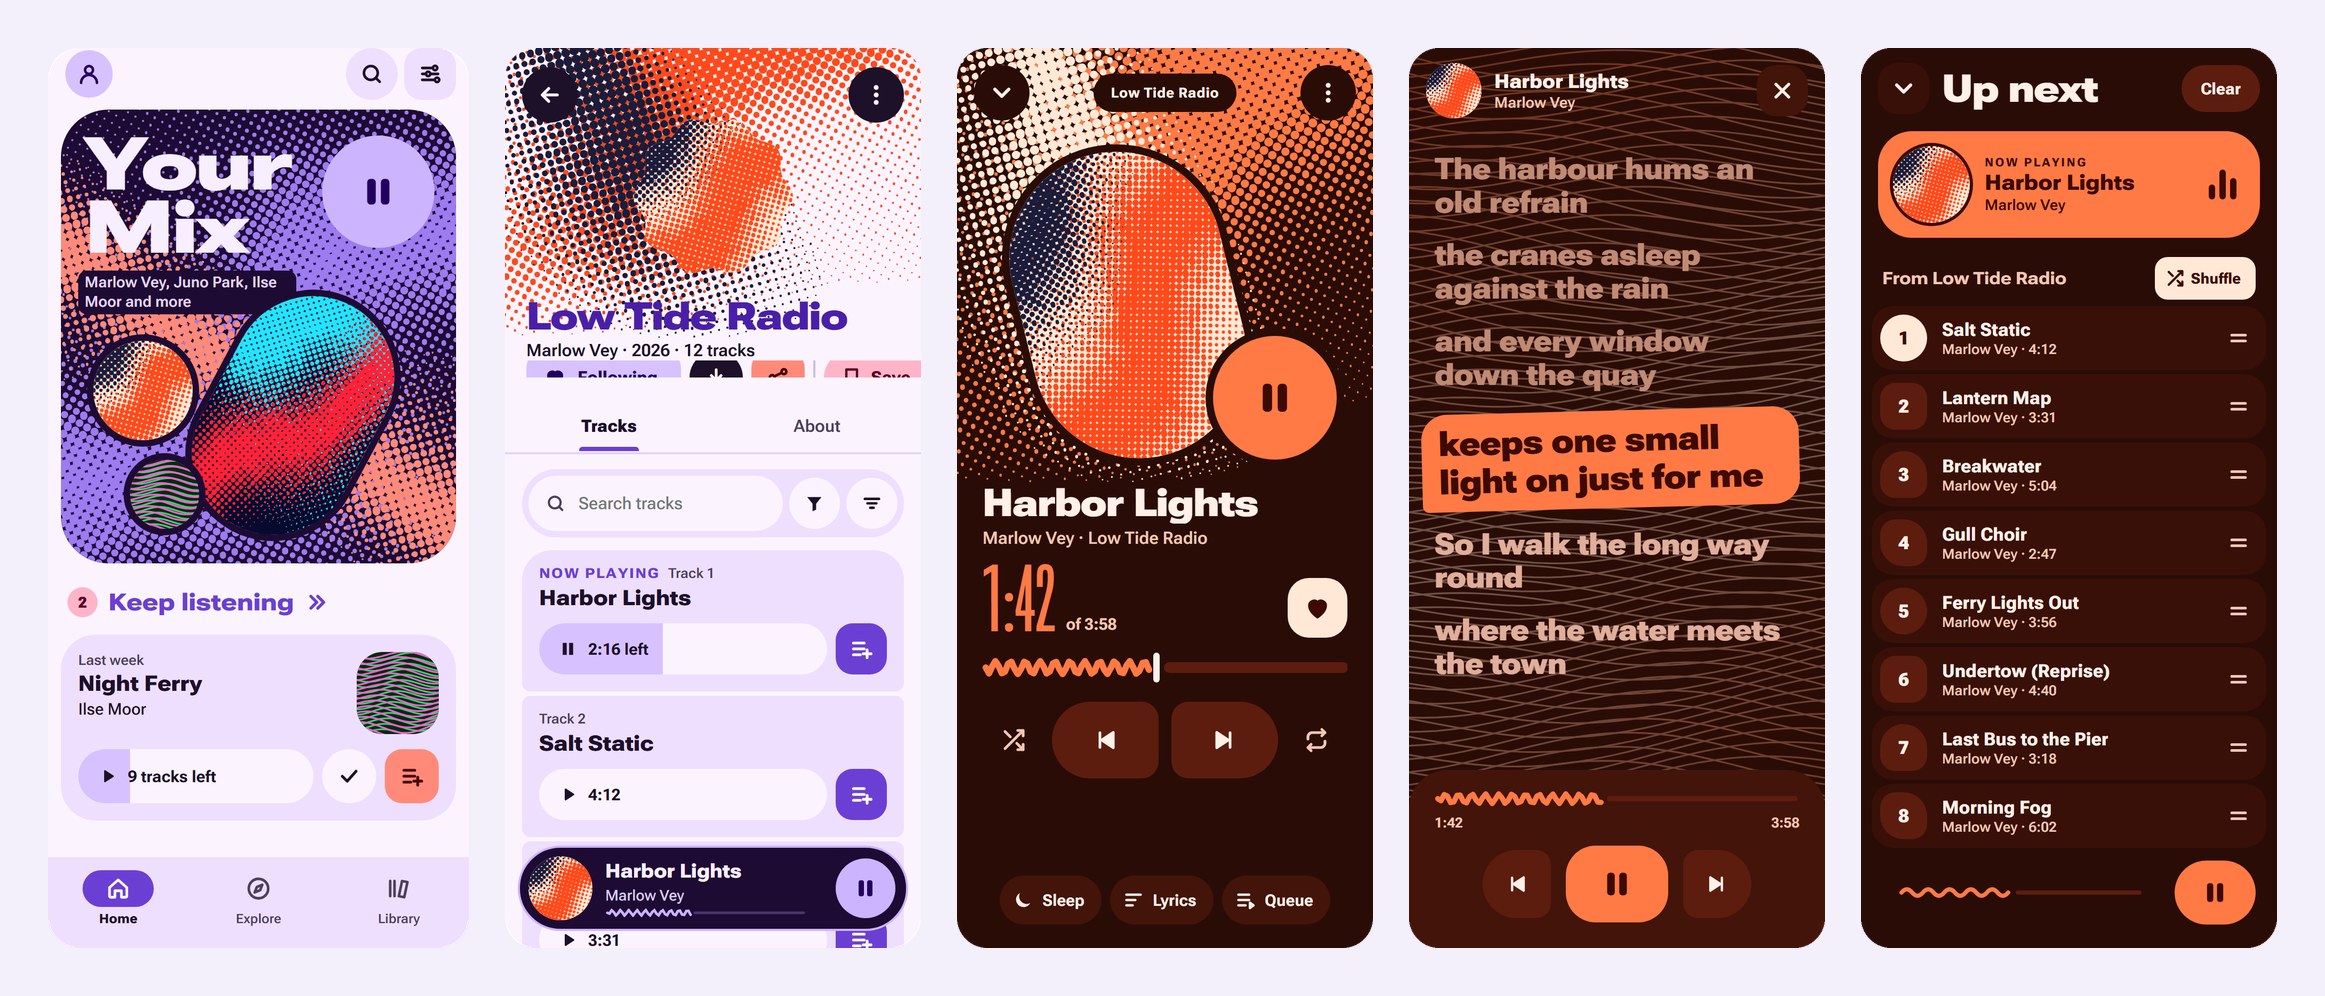 Your
Mix
Marlow Vey, Juno Park, Ilse
Moor and more
2 Keep listening
Last week
Night Ferry
Ilse Moor
9 tracks left
Home
Explore
Library
Low Tide Radio
Marlow Vey · 2026 · 12 tracks
Following
Save
Tracks
About
Search tracks
NOW PLAYING Track 1
Harbor Lights
2:16 left
Track 2
Salt Static
4:12
Harbor Lights
Marlow Vey
3:31
Low Tide Radio
Harbor Lights
Marlow Vey · Low Tide Radio
1:42 of 3:58
Sleep
Lyrics
Queue
Harbor Lights
Marlow Vey
The harbour hums an
old refrain
the cranes asleep
against the rain
and every window
down the quay
keeps one small
light on just for me
So I walk the long way
round
where the water meets
the town
1:42
3:58
Up next
Clear
NOW PLAYING
Harbor Lights
Marlow Vey
From Low Tide Radio
Shuffle
1
Salt Static
Marlow Vey · 4:12
2
Lantern Map
Marlow Vey · 3:31
3
Breakwater
Marlow Vey · 5:04
4
Gull Choir
Marlow Vey · 2:47
5
Ferry Lights Out
Marlow Vey · 3:56
6
Undertow (Reprise)
Marlow Vey · 4:40
7
Last Bus to the Pier
Marlow Vey · 3:18
8
Morning Fog
Marlow Vey · 6:02